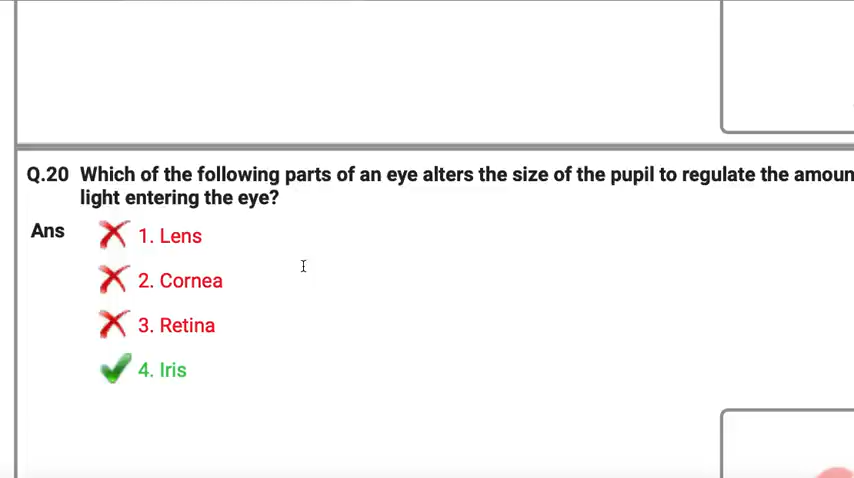 Q.20 Which of the following parts of an eye alters the size of the pupil to regulate the amoun
light entering the eye?
Ans
1. Lens
2. Cornea
3. Retina
4. Iris